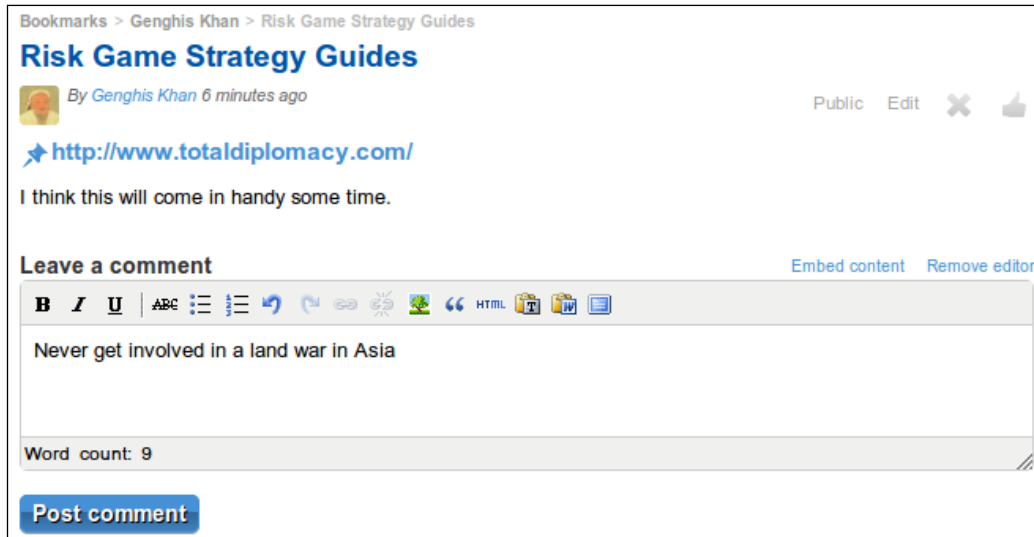 Bookmarks > Genghis Khan > Risk Game Strategy Guides
Risk Game Strategy Guides
By Genghis Khan 6 minutes ago
Public Edit
http://www.totaldiplomacy.com/
I think this will come in handy some time.
Leave a comment
Embed content Remove editor
B I U ABC HTML T W
Never get involved in a land war in Asia
Word count: 9
Post comment